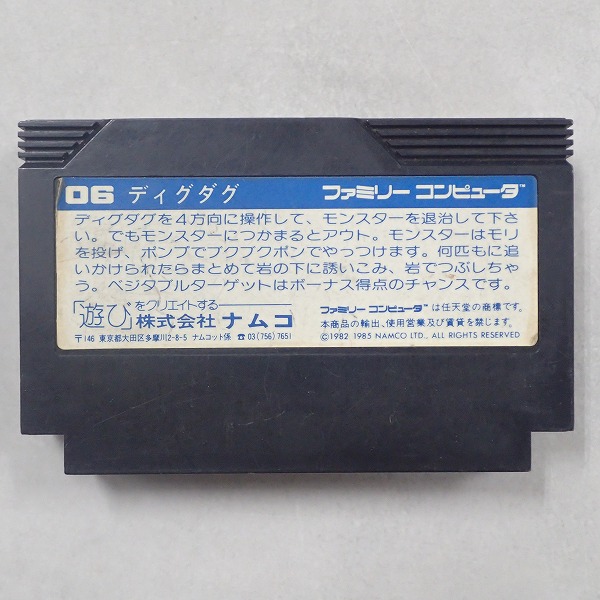 06 ディグダグ ファミリーコンピュータ™
ディグダグを4方向に操作して、モンスターを退治して下さ
い。でもモンスターにつかまるとアウト。モンスターはモリ
を投げ、ポンプでプクプクポンでやっつけます。何匹もに追
いかけられたらまとめて岩の下に誘いこみ、岩でつぶしちゃ
う。ベジタブルターゲットはボーナス得点のチャンスです。
「遊び」をクリエイトする
株式会社 ナムコ
〒146 東京都大田区多摩川2-8-5 ナムコット係 ☎03(756)7651
ファミリーコンピュータ™は任天堂の商標です。
本商品の輸出、使用営業及び賃貸を禁じます。
©1982 1985 NAMCO LTD., ALL RIGHTS RESERVED